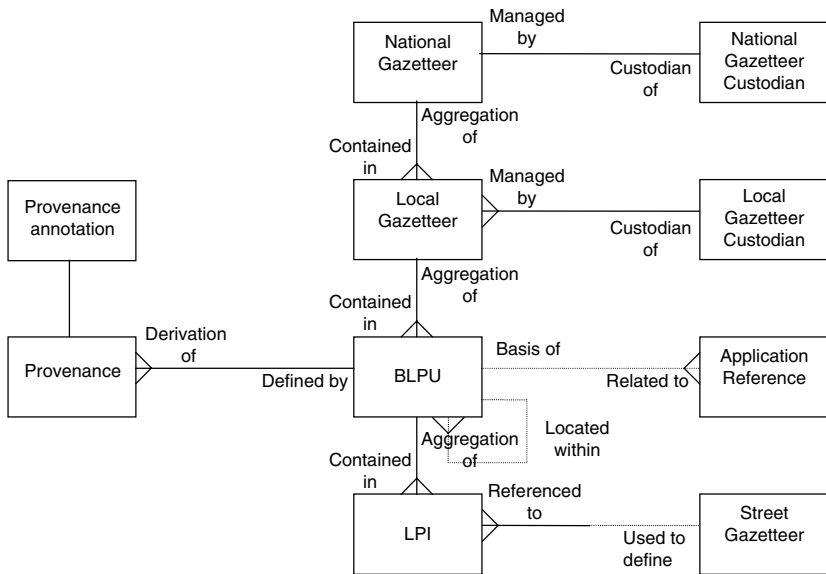 National
Gazetteer
Managed
by
Custodian
of
National
Gazetteer
Custodian
Aggregation
of
Contained
in
Provenance
annotation
Local
Gazetteer
Managed
by
Custodian
of
Local
Gazetteer
Custodian
Aggregation
of
Contained
in
Provenance
Derivation
of
Defined by
BLPU
Basis of
Related to
Application
Reference
Located
within
Aggregation
of
Contained
in
LPI
Referenced
to
Used to
define
Street
Gazetteer